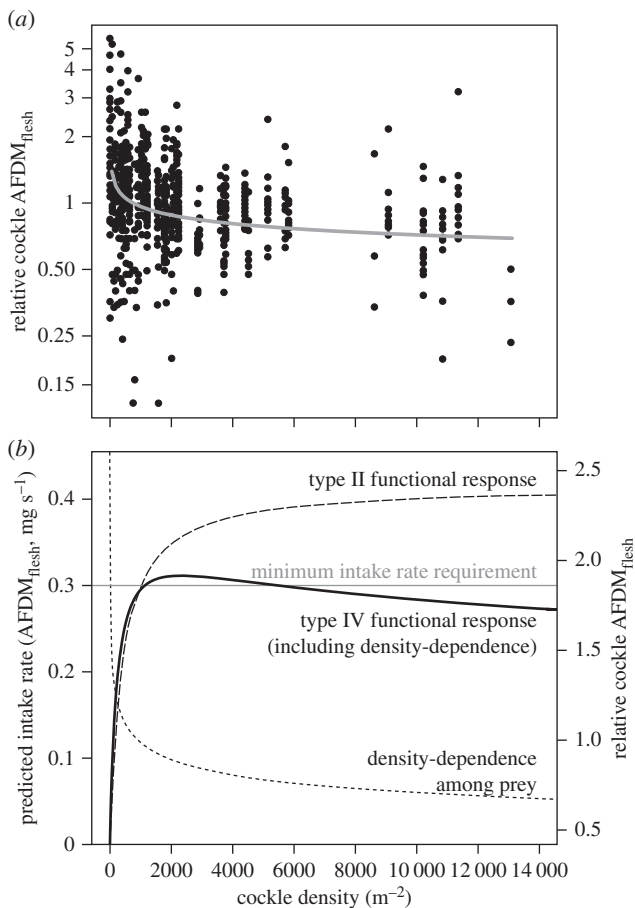 (a)
relative cockle AFDM_flesh
5
4
3
2
1
0.50
0.25
0.15
(b)
predicted intake rate (AFDM_flesh, mg s⁻¹)
0.4
0.3
0.2
0.1
0
type II functional response
minimum intake rate requirement
type IV functional response
(including density-dependence)
density-dependence
among prey
2.5
2.0
1.5
1.0
0.5
relative cockle AFDM_flesh
0 2000 4000 6000 8000 10 000 12 000 14 000
cockle density (m⁻²)